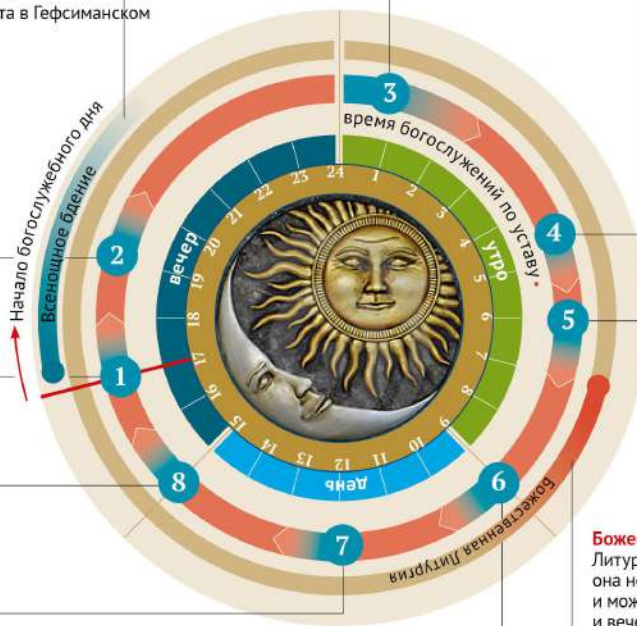 та в Гефсиманском
Начало богослужебного дня
Всенощное бдение
время богослужений по уставу *
3
4
5
6
7
8
1
2
вечер
утро
день
24
1
2
3
4
5
6
7
8
9
10
11
12
13
14
15
16
17
18
19
20
21
22
23
Божественная Литургия
Литур
она не
и мож
и вече